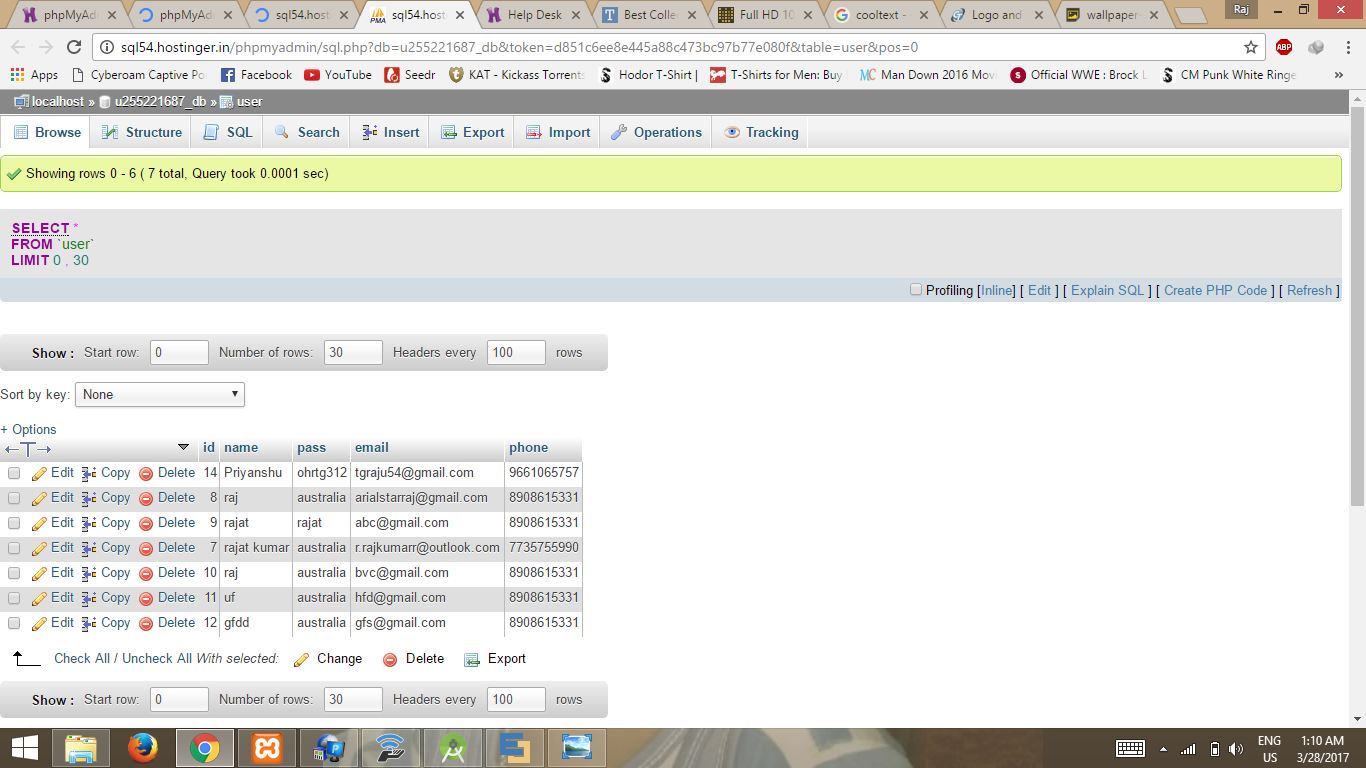 phpMyAd
phpMyAd
sql54.host
sql54.host
Help Desk
Best Collec
Full HD 10
cooltext -
Logo and
wallpaper-
Raj
sql54.hostinger.in/phpmyadmin/sql.php?db=u255221687_db&token=d851c6ee8e445a88c473bc97b77e080f&table=user&pos=0
ABP
Apps
Cyberoam Captive Po
Facebook
YouTube
Seedr
KAT - Kickass Torrents
Hodor T-Shirt |
T-Shirts for Men: Buy
MC Man Down 2016 Movi
Official WWE : Brock L
CM Punk White Ringe
»
localhost » u255221687_db » user
Browse Structure SQL Search Insert Export Import Operations Tracking
Showing rows 0 - 6 ( 7 total, Query took 0.0001 sec)
SELECT *
FROM `user`
LIMIT 0 , 30
Profiling [Inline] [ Edit ] [ Explain SQL ] [ Create PHP Code ] [ Refresh ]
Show : Start row: 0 Number of rows: 30 Headers every 100 rows
Sort by key: None
+ Options
←T→ id name pass email phone
Edit Copy Delete 14 Priyanshu ohrtg312 tgraju54@gmail.com 9661065757
Edit Copy Delete 8 raj australia arialstarraj@gmail.com 8908615331
Edit Copy Delete 9 rajat rajat abc@gmail.com 8908615331
Edit Copy Delete 7 rajat kumar australia r.rajkumarr@outlook.com 7735755990
Edit Copy Delete 10 raj australia bvc@gmail.com 8908615331
Edit Copy Delete 11 uf australia hfd@gmail.com 8908615331
Edit Copy Delete 12 gfdd australia gfs@gmail.com 8908615331
Check All / Uncheck All With selected: Change Delete Export
Show : Start row: 0 Number of rows: 30 Headers every 100 rows
ENG 1:10 AM
US 3/28/2017